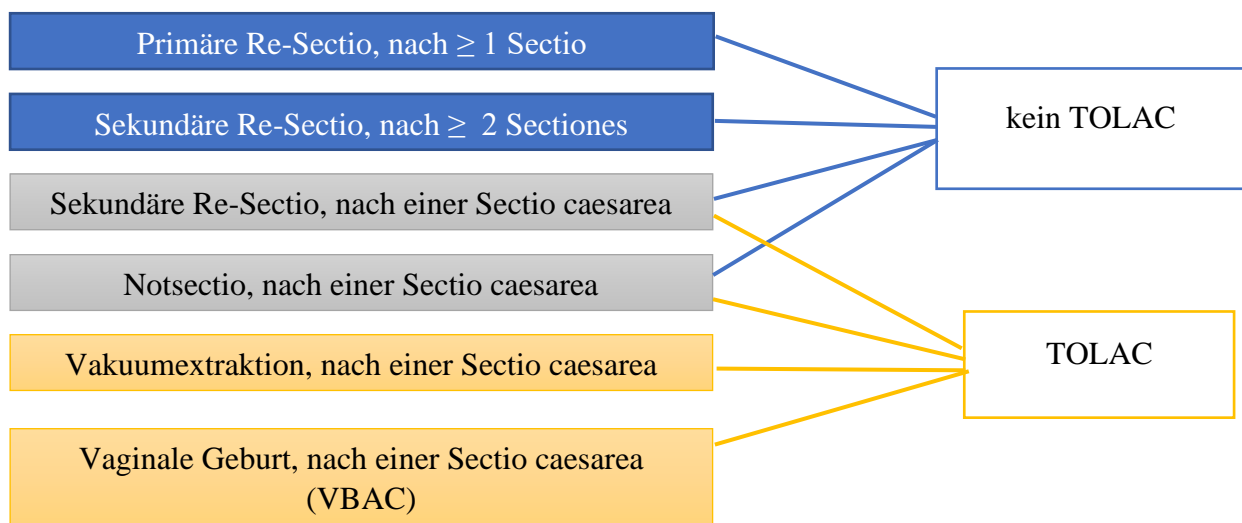 Primäre Re-Sectio, nach ≥ 1 Sectio
Sekundäre Re-Sectio, nach ≥ 2 Sectiones
kein TOLAC
Sekundäre Re-Sectio, nach einer Sectio caesarea
Notsectio, nach einer Sectio caesarea
Vakuumextraktion, nach einer Sectio caesarea
TOLAC
Vaginale Geburt, nach einer Sectio caesarea
(VBAC)